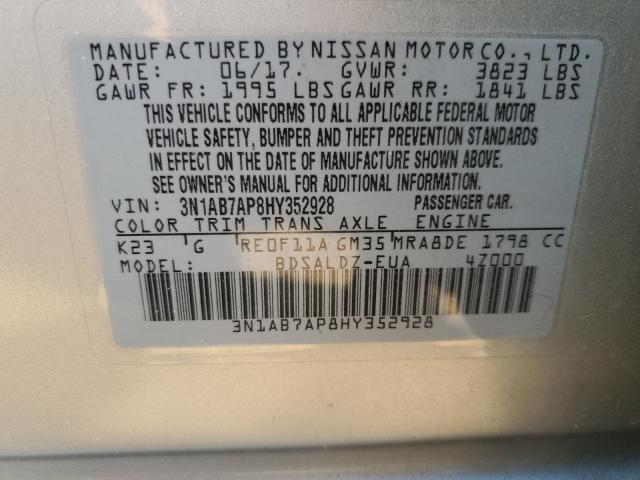 MANUFACTURED BY NISSAN MOTOR CO., LTD.
DATE: 06/17. GVWR: 3823 LBS
GAWR FR: 1995 LBS GAWR RR: 1841 LBS
THIS VEHICLE CONFORMS TO ALL APPLICABLE FEDERAL MOTOR
VEHICLE SAFETY, BUMPER AND THEFT PREVENTION STANDARDS
IN EFFECT ON THE DATE OF MANUFACTURE SHOWN ABOVE.
SEE OWNER'S MANUAL FOR ADDITIONAL INFORMATION.
VIN: 3N1AB7AP8HY352928 PASSENGER CAR.
COLOR TRIM TRANS AXLE ENGINE
K23 G RE0F11A GM35 MRA8DE 1798 CC
MODEL: BDSALDZ-EUA 4Z000
3N1AB7AP8HY352928